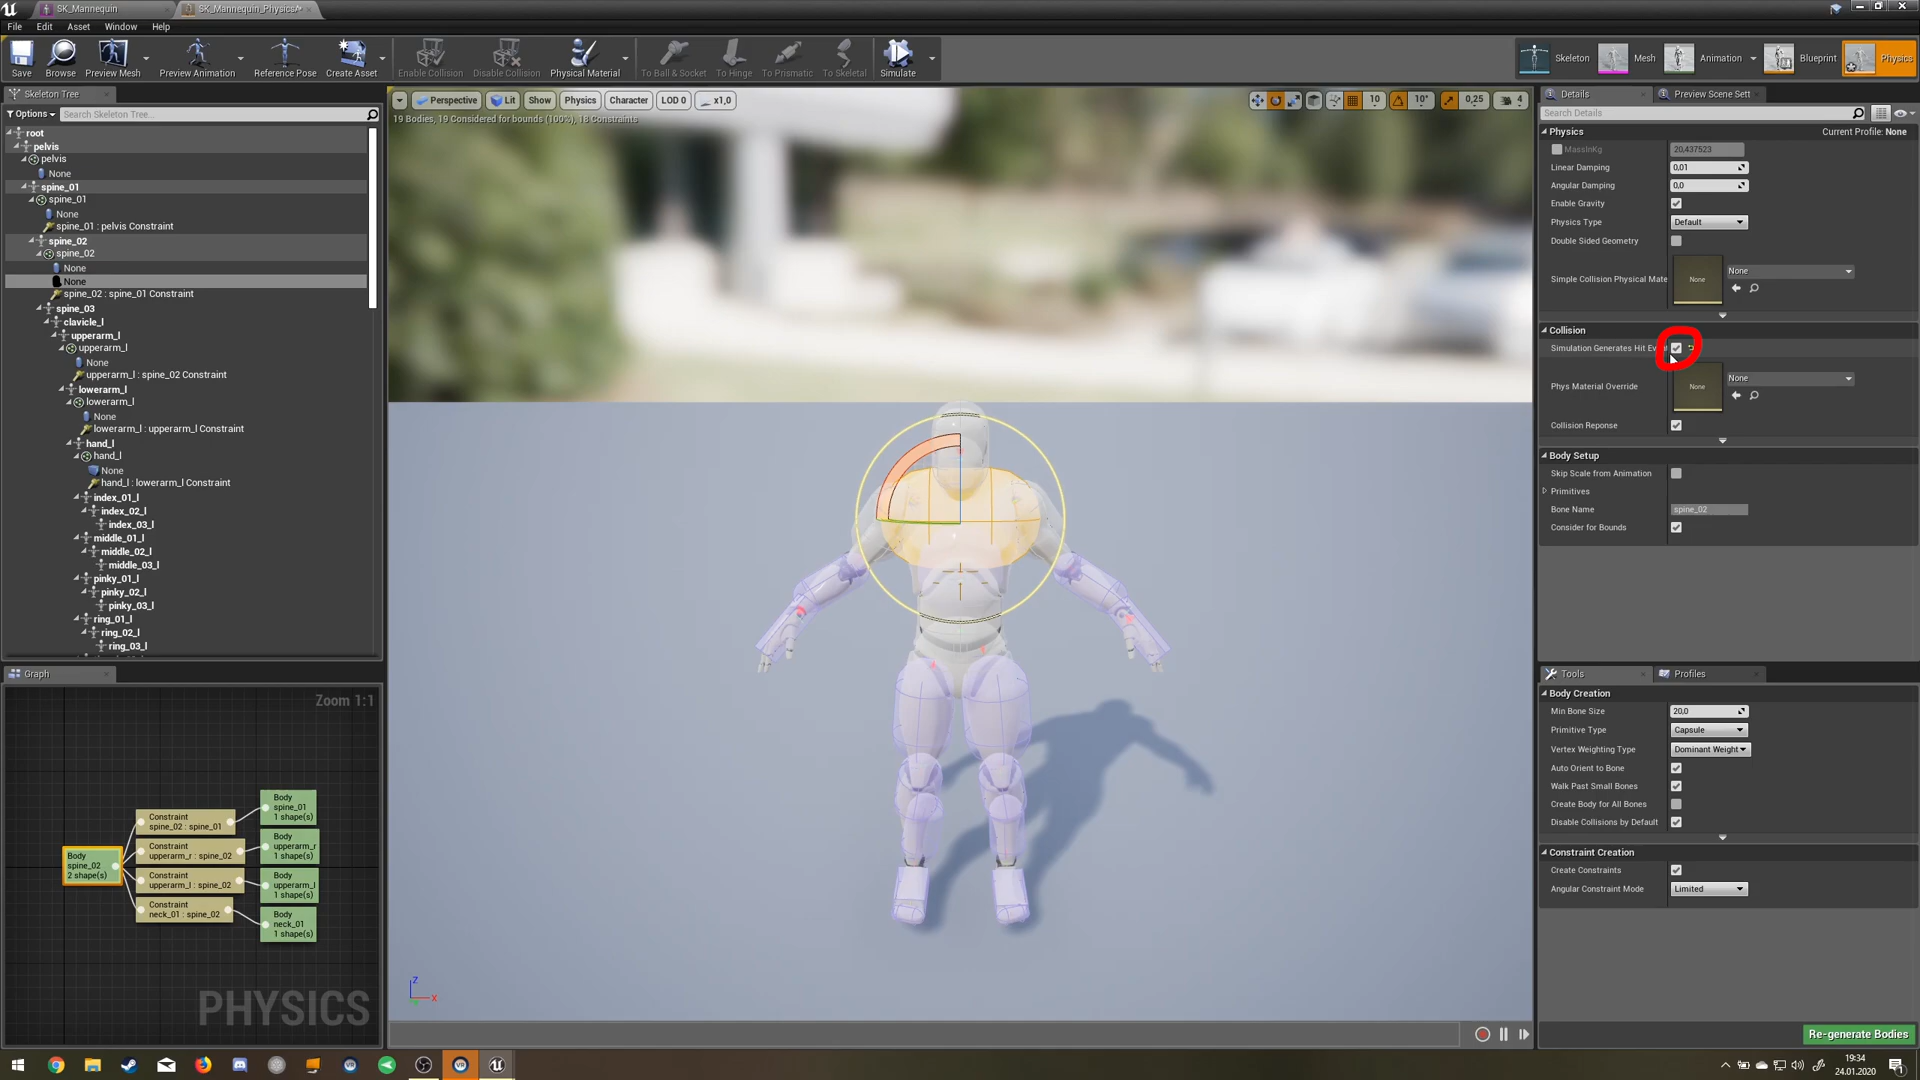 SK_Mannequin
SK_Mannequin_Physics*
File Edit Asset Window Help
Save
Browse
Preview Mesh
Preview Animation
Reference Pose
Create Asset
Enable Collision
Disable Collision
Physical Material
To Ball & Socket
To Hinge
To Prismatic
To Skeletal
Simulate
Skeleton
Mesh
Animation
Blueprint
Physics
Skeleton Tree
Options
Search Skeleton Tree...
root
pelvis
pelvis
None
spine_01
spine_01
None
spine_01 : pelvis Constraint
spine_02
spine_02
None
None
spine_02 : spine_01 Constraint
spine_03
clavicle_l
upperarm_l
upperarm_l
None
upperarm_l : spine_02 Constraint
lowerarm_l
lowerarm_l
None
lowerarm_l : upperarm_l Constraint
hand_l
hand_l
None
hand_l : lowerarm_l Constraint
index_01_l
index_02_l
index_03_l
middle_01_l
middle_02_l
middle_03_l
pinky_01_l
pinky_02_l
pinky_03_l
ring_01_l
ring_02_l
ring_03_l
Graph
Zoom 1:1
Body
spine_02
2 shape(s)
Constraint
spine_02 : spine_01
Constraint
upperarm_r : spine_02
Constraint
upperarm_l : spine_02
Constraint
neck_01 : spine_02
Body
spine_01
1 shape(s)
Body
upperarm_r
1 shape(s)
Body
upperarm_l
1 shape(s)
Body
neck_01
1 shape(s)
PHYSICS
Perspective Lit Show Physics Character LOD 0 x1,0
10 10° 0,25 4
19 Bodies, 19 Considered for bounds (100%), 18 Constraints
Z
X
Details
Preview Scene Sett
Search Details
Physics
Current Profile: None
MassInKg 20,437523
Linear Damping 0,01
Angular Damping 0,0
Enable Gravity
Physics Type Default
Double Sided Geometry
Simple Collision Physical Mate None None
Collision
Simulation Generates Hit Ev
Phys Material Override None None
Collision Reponse
Body Setup
Skip Scale from Animation
Primitives
Bone Name spine_02
Consider for Bounds
Tools
Profiles
Body Creation
Min Bone Size 20,0
Primitive Type Capsule
Vertex Weighting Type Dominant Weight
Auto Orient to Bone
Walk Past Small Bones
Create Body for All Bones
Disable Collisions by Default
Constraint Creation
Create Constraints
Angular Constraint Mode Limited
Re-generate Bodies
19:34
24.01.2020